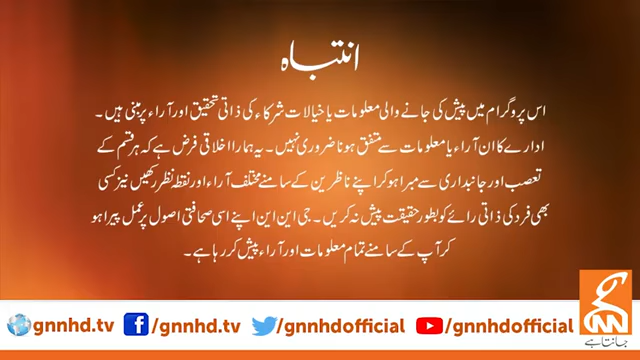 انتباہ
اس پروگرام میں پیش کی جانے والی معلومات یا خیالات شرکاء کی ذاتی تحقیق اور آراء پر مبنی ہیں۔
ادارے کا ان آراء یا معلومات سے متفق ہونا ضروری نہیں۔ یہ ہمارا اخلاقی فرض ہے کہ ہر قسم کے
تعصب اور جانبداری سے مبرا ہو کر اپنے ناظرین کے سامنے مختلف آراء اور نقطہ نظر رکھیں نیز کسی
بھی فرد کی ذاتی رائے کو بطور حقیقت پیش نہ کریں۔ جی این این اپنے اسی صحافتی اصول پر عمل پیرا ہو
کر آپ کے سامنے تمام معلومات اور آراء پیش کر رہا ہے۔
gnnhd.tv /gnnhd.tv /gnnhdofficial /gnnhdofficial
GNN
جانتا ہے